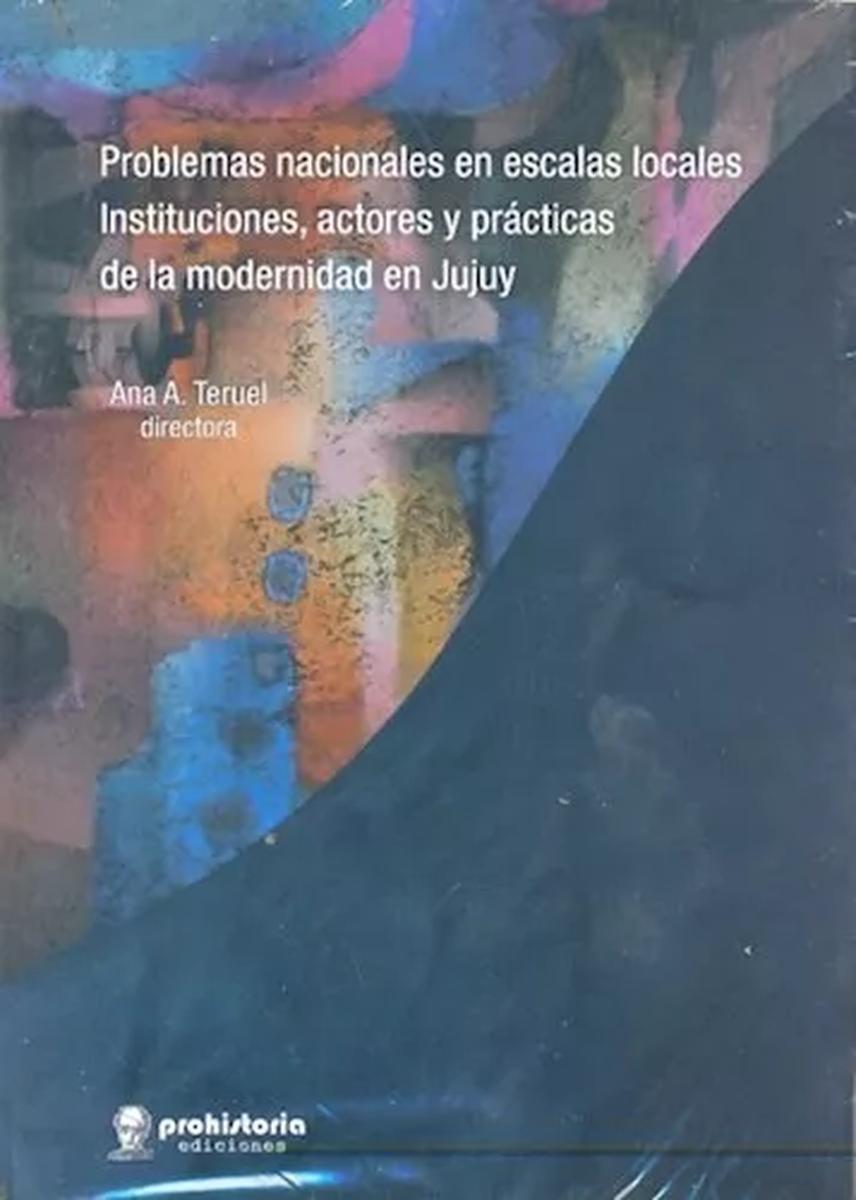 Problemas nacionales en escalas locales
Instituciones, actores y prácticas
de la modernidad en Jujuy
Ana A. Teruel
directora
prohistoria
ediciones